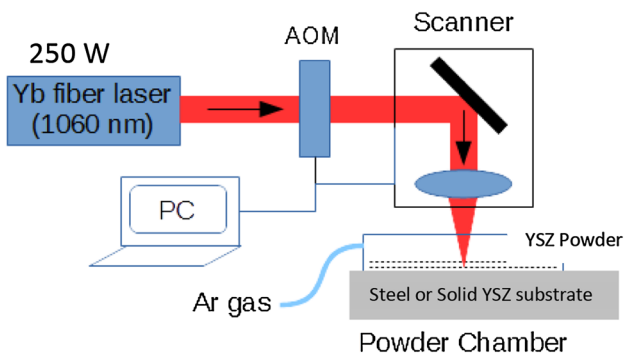 Scanner
AOM
250 W
Yb fiber laser
(1060 nm)
PC
YSZ Powder
Ar gas
Steel or Solid YSZ substrate
Powder Chamber